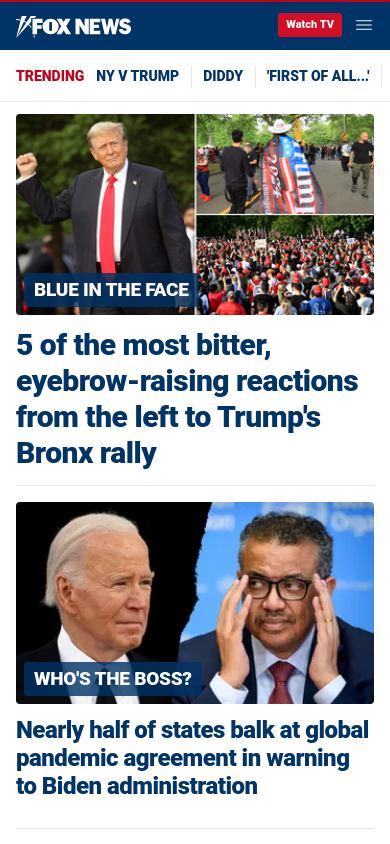 FOX NEWS
Watch TV
TRENDING NY V TRUMP DIDDY 'FIRST OF ALL...'
BLUE IN THE FACE
5 of the most bitter,
eyebrow-raising reactions
from the left to Trump's
Bronx rally
WHO'S THE BOSS?
Nearly half of states balk at global
pandemic agreement in warning
to Biden administration